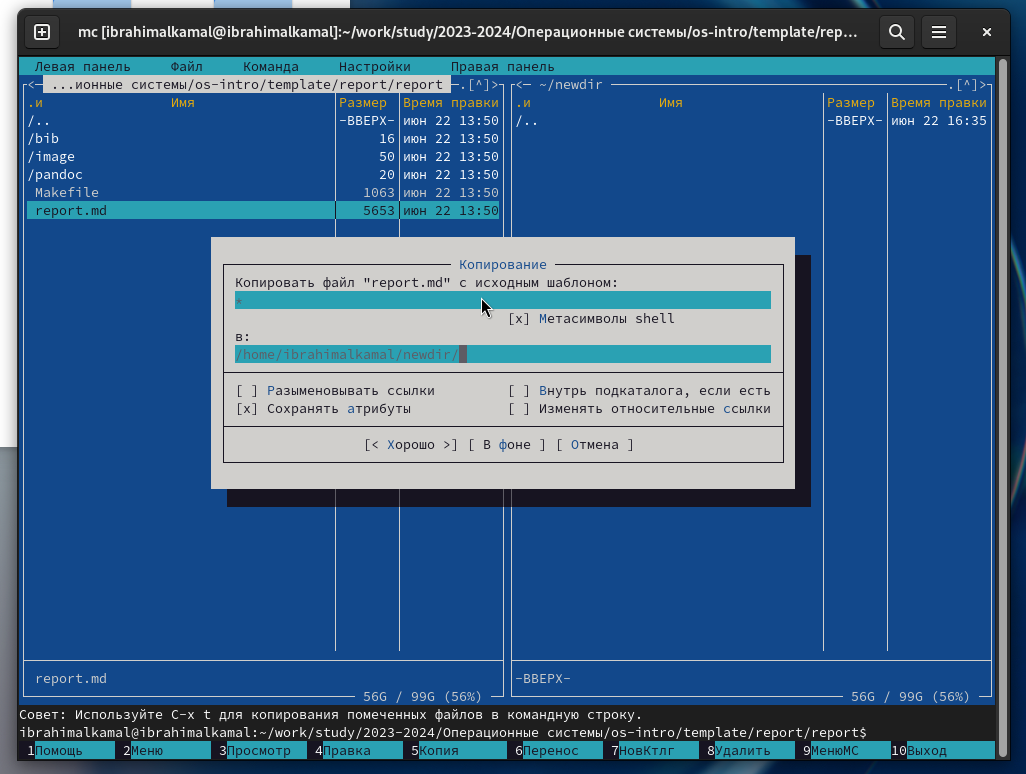 mc [ibrahimalkamal@ibrahimalkamal]:~/work/study/2023-2024/Операционные системы/os-intro/template/rep…
Левая панель Файл Команда Настройки Правая панель
<─ ...ионные системы/os-intro/template/report/report ─.[^]>
.и Имя Размер Время правки
/.. -ВВЕРХ- июн 22 13:50
/bib 16 июн 22 13:50
/image 50 июн 22 13:50
/pandoc 20 июн 22 13:50
Makefile 1063 июн 22 13:50
report.md 5653 июн 22 13:50
report.md
56G / 99G (56%)
<─ ~/newdir ─.[^]>
.и Имя Размер Время правки
/.. -ВВЕРХ- июн 22 16:35
-ВВЕРХ-
56G / 99G (56%)
Копирование
Копировать файл "report.md" с исходным шаблоном:
*
[x] Метасимволы shell
в:
/home/ibrahimalkamal/newdir/
[ ] Разыменовывать ссылки [ ] Внутрь подкаталога, если есть
[x] Сохранять атрибуты [ ] Изменять относительные ссылки
[< Хорошо >] [ В фоне ] [ Отмена ]
Совет: Используйте C-x t для копирования помеченных файлов в командную строку.
ibrahimalkamal@ibrahimalkamal:~/work/study/2023-2024/Операционные системы/os-intro/template/report/report$
1Помощь 2Меню 3Просмотр 4Правка 5Копия 6Перенос 7НовКтлг 8Удалить 9МенюМС 10Выход